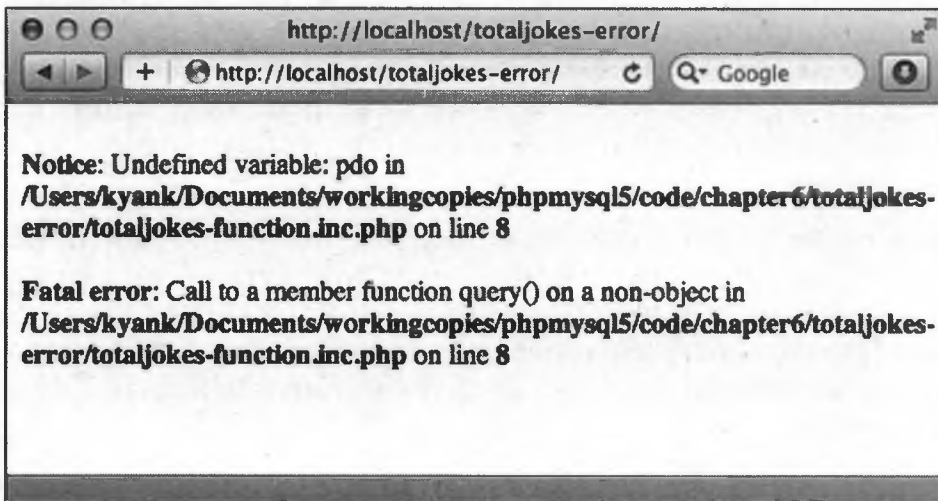 http://localhost/totaljokes-error/
+ http://localhost/totaljokes-error/ Google
Notice: Undefined variable: pdo in
/Users/kyank/Documents/workingcopies/phpmysql5/code/chapter6/totaljokes-
error/totaljokes-function.inc.php on line 8
Fatal error: Call to a member function query() on a non-object in
/Users/kyank/Documents/workingcopies/phpmysql5/code/chapter6/totaljokes-
error/totaljokes-function.inc.php on line 8